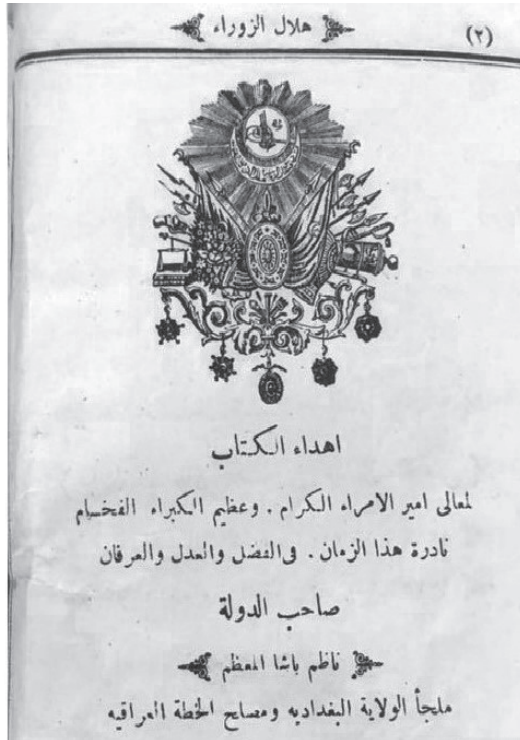 هلال الزوراء
(٢)
اهداء الكتاب
لمعالى امير الامراء الكرام . وعظيم الكبراء الفخام
نادرة هذا الزمان . فى الفضل والعدل والعرفان
صاحب الدولة
ناظم باشا المعظم
ملجأ الولاية البغداديه ومصلح الخطة العراقيه